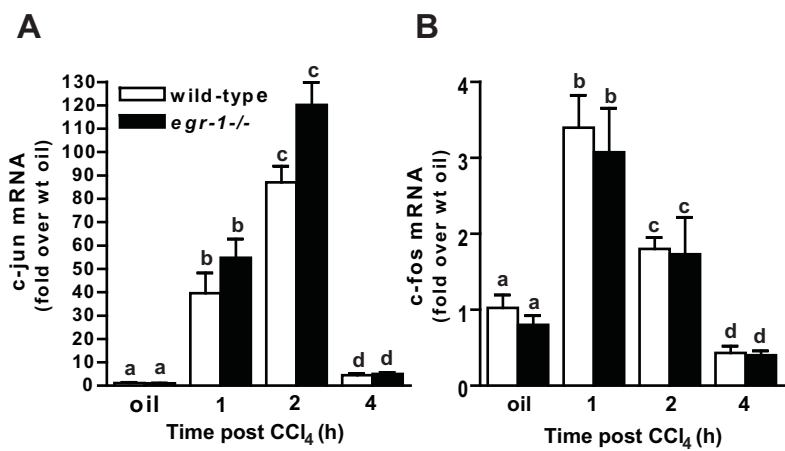 A
c-jun mRNA
(fold over wt oil)
130
120
110
100
90
80
70
60
50
40
30
20
10
0
wild-type
egr-1-/-
a a
b b
c c
d d
oil 1 2 4
Time post CCl₄ (h)
B
c-fos mRNA
(fold over wt oil)
4
3
2
1
0
a a
b b
c c
d d
oil 1 2 4
Time post CCl₄ (h)